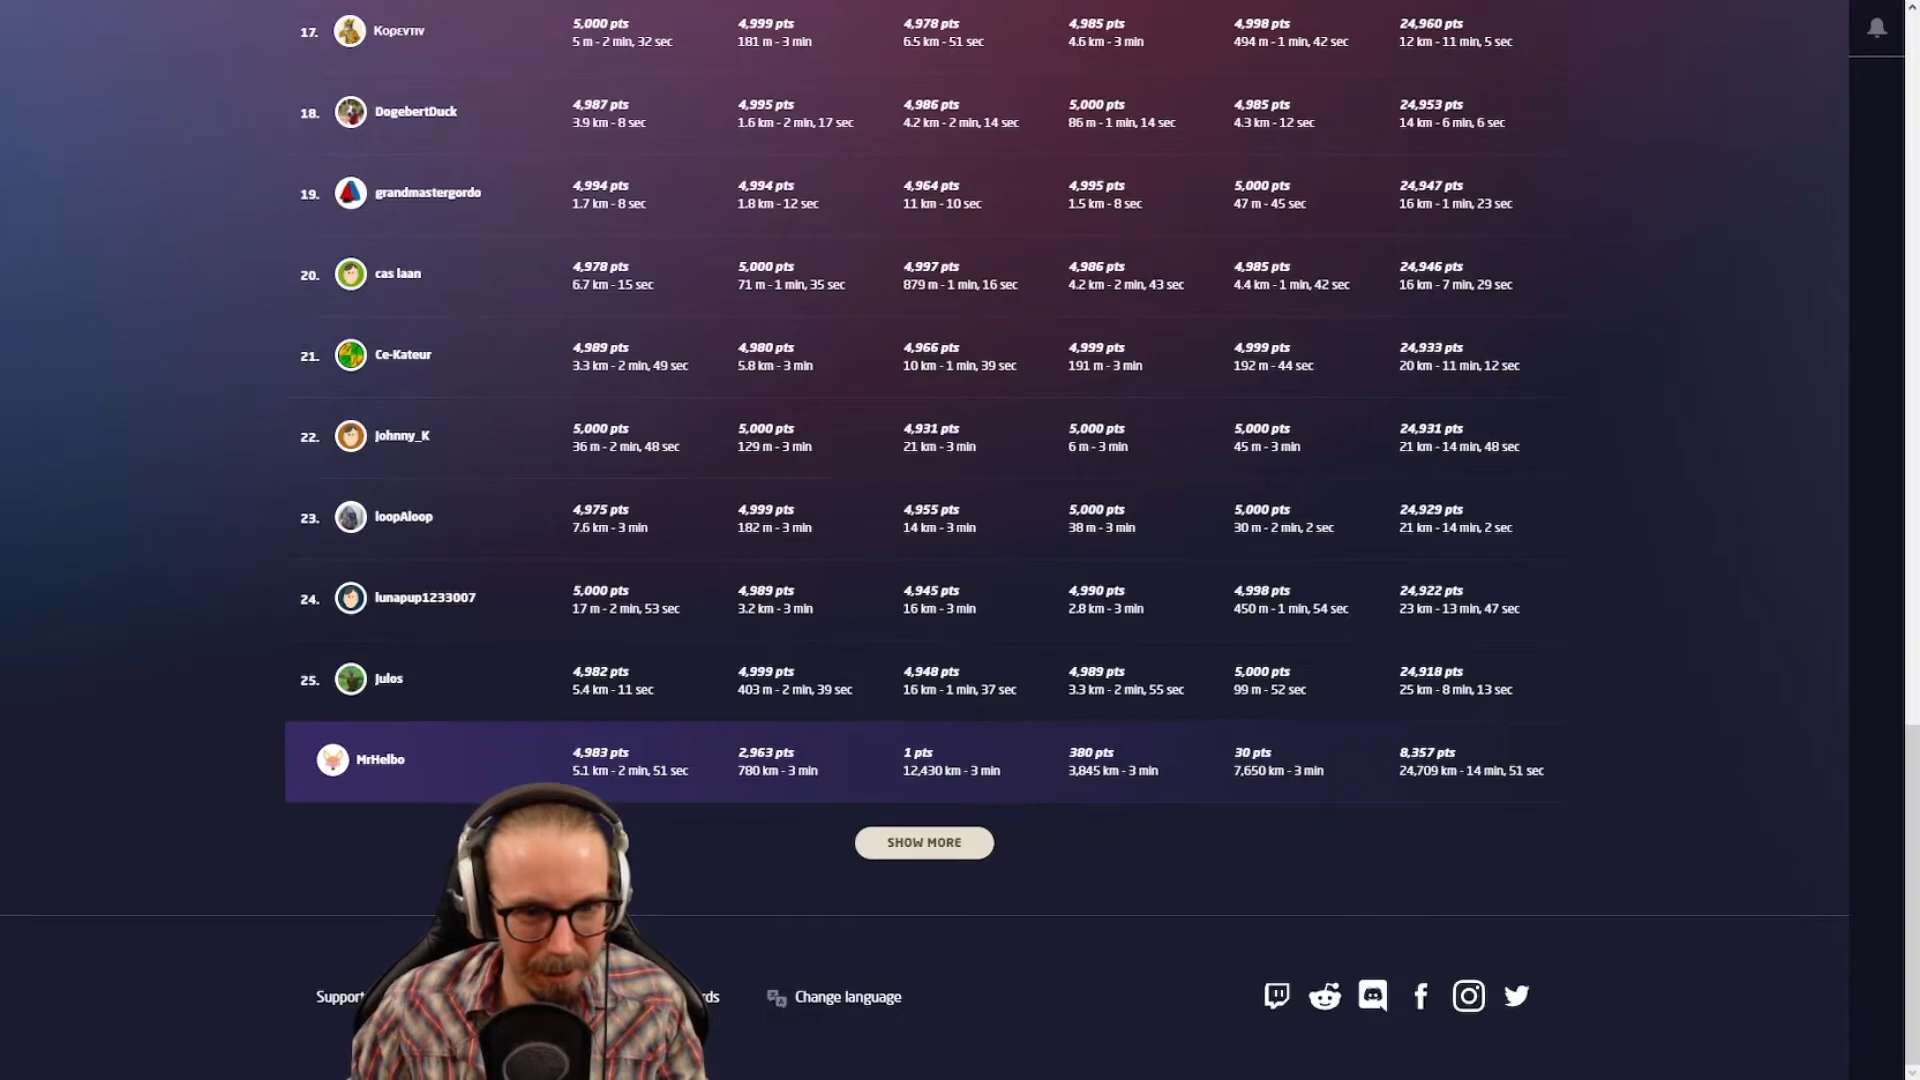 17. Κορεντιν 5,000 pts 4,999 pts 4,978 pts 4,985 pts 4,998 pts 24,960 pts
5 m - 2 min, 32 sec 181 m - 3 min 6.5 km - 51 sec 4.6 km - 3 min 494 m - 1 min, 42 sec 12 km - 11 min, 5 sec
18. DogebertDuck 4,987 pts 4,995 pts 4,986 pts 5,000 pts 4,985 pts 24,953 pts
3.9 km - 8 sec 1.6 km - 2 min, 17 sec 4.2 km - 2 min, 14 sec 86 m - 1 min, 14 sec 4.3 km - 12 sec 14 km - 6 min, 6 sec
19. grandmastergordo 4,994 pts 4,994 pts 4,964 pts 4,995 pts 5,000 pts 24,947 pts
1.7 km - 8 sec 1.8 km - 12 sec 11 km - 10 sec 1.5 km - 8 sec 47 m - 45 sec 16 km - 1 min, 23 sec
20. cas laan 4,978 pts 5,000 pts 4,997 pts 4,986 pts 4,985 pts 24,946 pts
6.7 km - 15 sec 71 m - 1 min, 35 sec 879 m - 1 min, 16 sec 4.2 km - 2 min, 43 sec 4.4 km - 1 min, 42 sec 16 km - 7 min, 29 sec
21. Ce-Kateur 4,989 pts 4,980 pts 4,966 pts 4,999 pts 4,999 pts 24,933 pts
3.3 km - 2 min, 49 sec 5.8 km - 3 min 10 km - 1 min, 39 sec 191 m - 3 min 192 m - 44 sec 20 km - 11 min, 12 sec
22. Johnny_K 5,000 pts 5,000 pts 4,931 pts 5,000 pts 5,000 pts 24,931 pts
36 m - 2 min, 48 sec 129 m - 3 min 21 km - 3 min 6 m - 3 min 45 m - 3 min 21 km - 14 min, 48 sec
23. loopAloop 4,975 pts 4,999 pts 4,955 pts 5,000 pts 5,000 pts 24,929 pts
7.6 km - 3 min 182 m - 3 min 14 km - 3 min 38 m - 3 min 30 m - 2 min, 2 sec 21 km - 14 min, 2 sec
24. lunapup1233007 5,000 pts 4,989 pts 4,945 pts 4,990 pts 4,998 pts 24,922 pts
17 m - 2 min, 53 sec 3.2 km - 3 min 16 km - 3 min 2.8 km - 3 min 450 m - 1 min, 54 sec 23 km - 13 min, 47 sec
25. Julos 4,982 pts 4,999 pts 4,948 pts 4,989 pts 5,000 pts 24,918 pts
5.4 km - 11 sec 403 m - 2 min, 39 sec 16 km - 1 min, 37 sec 3.3 km - 2 min, 55 sec 99 m - 52 sec 25 km - 8 min, 13 sec
MrHelbo 4,983 pts 2,963 pts 1 pts 380 pts 30 pts 8,357 pts
5.1 km - 2 min, 51 sec 780 km - 3 min 12,430 km - 3 min 3,845 km - 3 min 7,650 km - 3 min 24,709 km - 14 min, 51 sec
SHOW MORE
Support rds Change language